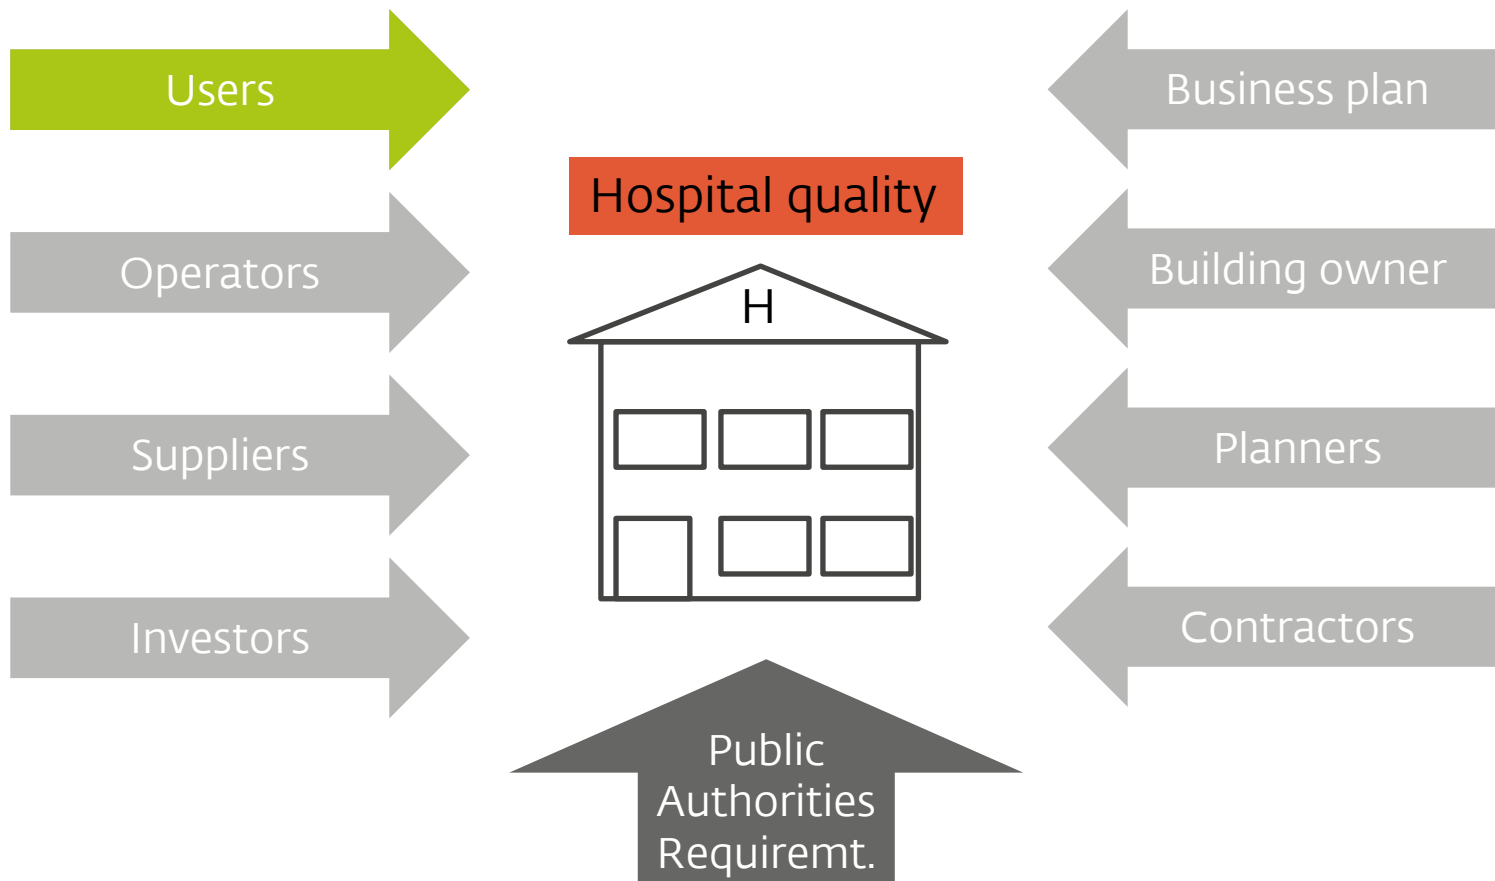 Users
Operators
Suppliers
Investors
Hospital quality
H
Public
Authorities
Requiremt.
Business plan
Building owner
Planners
Contractors